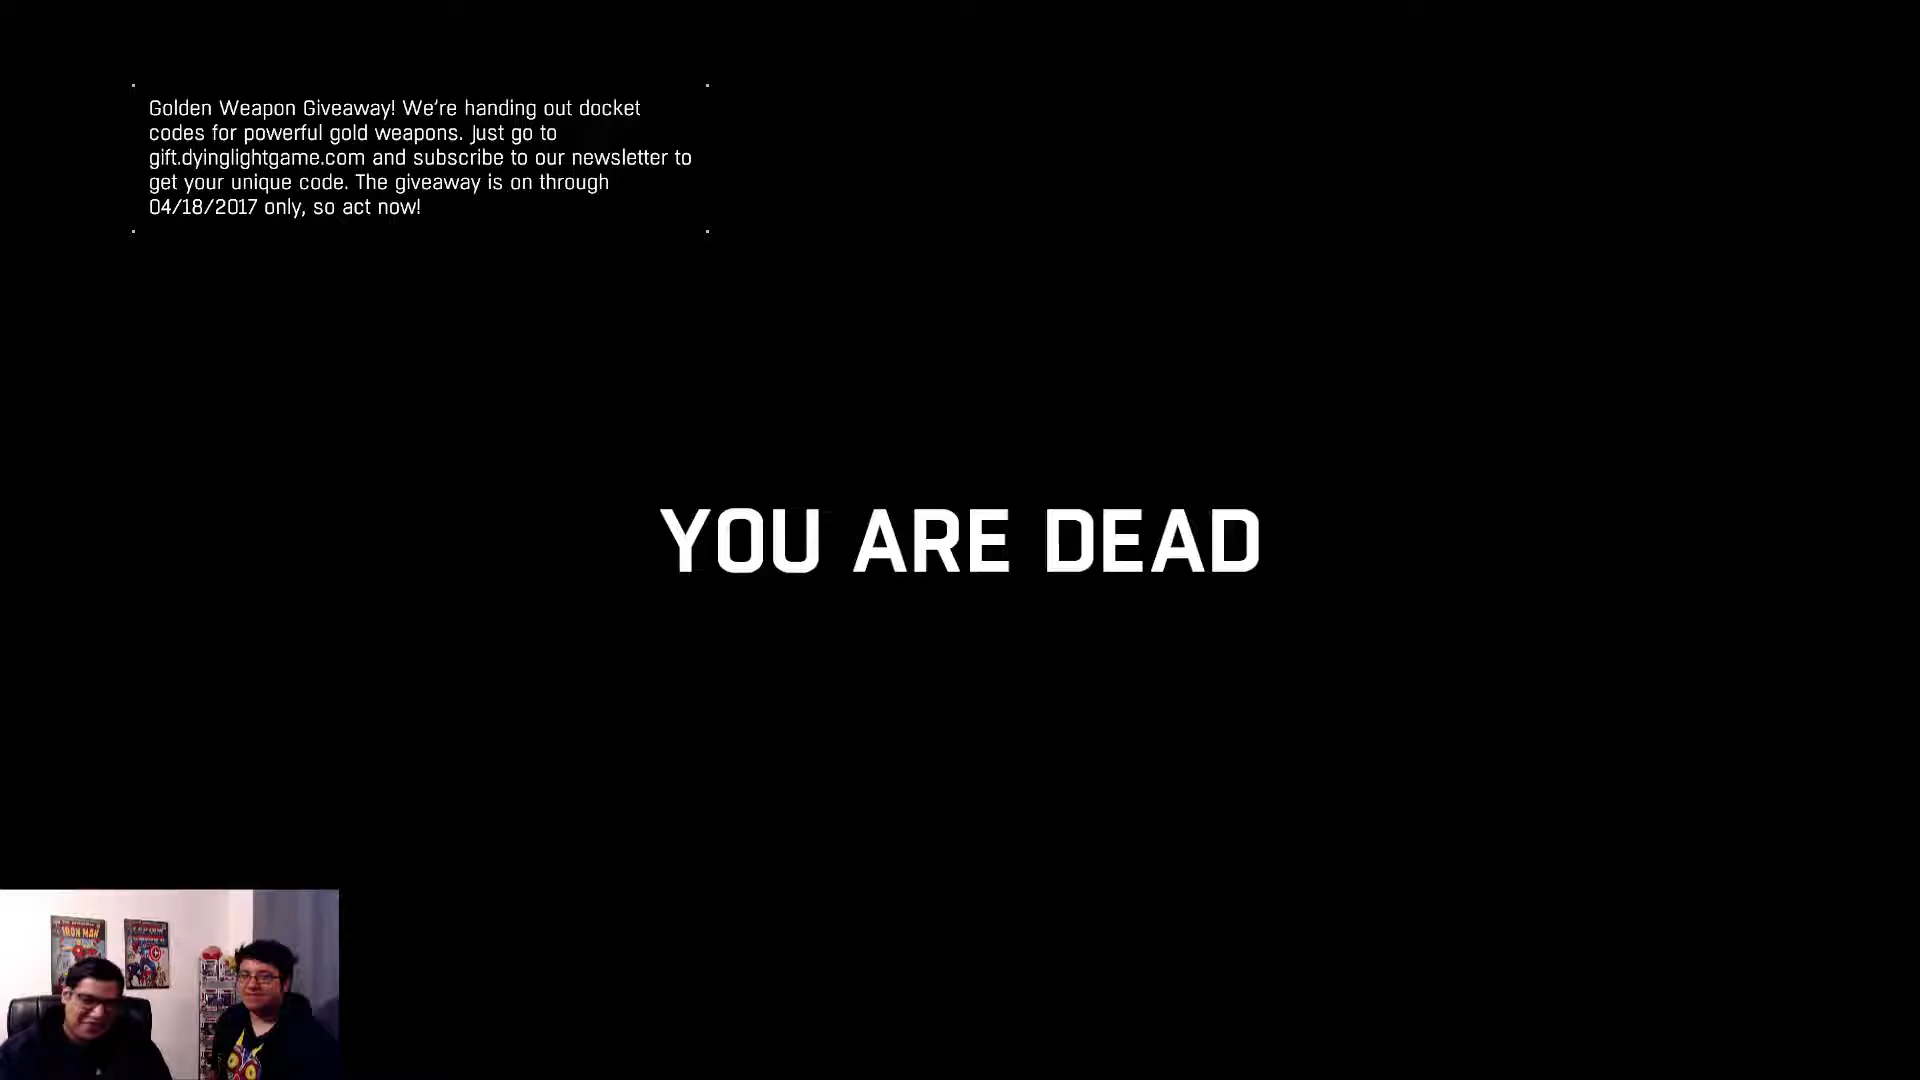 Golden Weapon Giveaway! We're handing out docket
codes for powerful gold weapons. Just go to
gift.dyinglightgame.com and subscribe to our newsletter to
get your unique code. The giveaway is on through
04/18/2017 only, so act now!
YOU ARE DEAD
IRON MAN